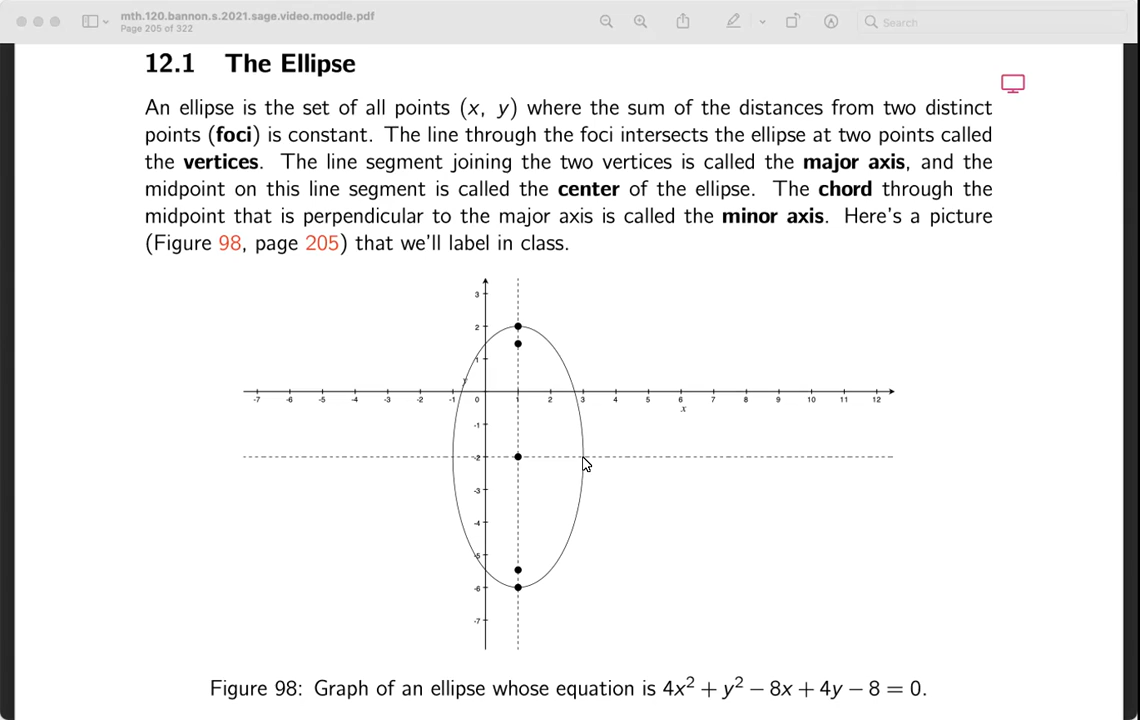 mth.120.bannon.s.2021.sage.video.moodle.pdf
Page 205 of 322
Search
12.1 The Ellipse
An ellipse is the set of all points (x, y) where the sum of the distances from two distinct
points (foci) is constant. The line through the foci intersects the ellipse at two points called
the vertices. The line segment joining the two vertices is called the major axis, and the
midpoint on this line segment is called the center of the ellipse. The chord through the
midpoint that is perpendicular to the major axis is called the minor axis. Here's a picture
(Figure 98, page 205) that we'll label in class.
3
2
1
y
-7 -6 -5 -4 -3 -2 -1 0 1 2 3 4 5 6 7 8 9 10 11 12
x
-1
-2
-3
-4
-5
-6
-7
Figure 98: Graph of an ellipse whose equation is 4x² + y² − 8x + 4y − 8 = 0.